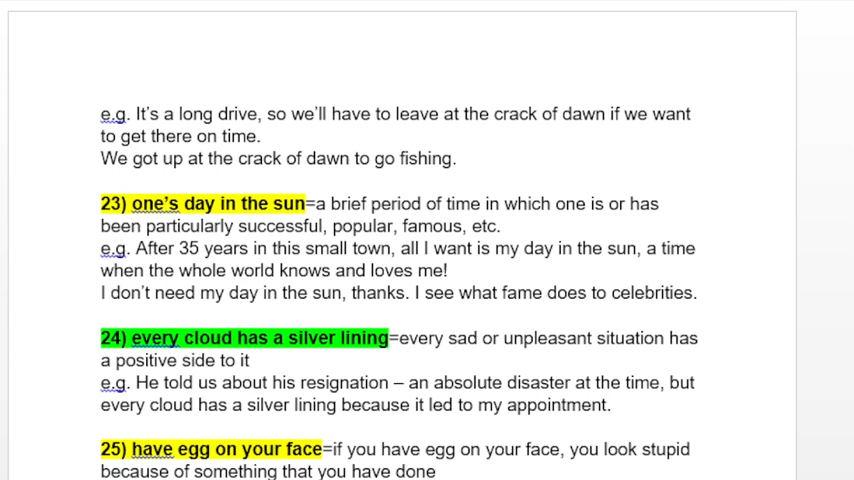 e.g. It's a long drive, so we'll have to leave at the crack of dawn if we want
to get there on time.
We got up at the crack of dawn to go fishing.
23) one's day in the sun=a brief period of time in which one is or has
been particularly successful, popular, famous, etc.
e.g. After 35 years in this small town, all I want is my day in the sun, a time
when the whole world knows and loves me!
I don't need my day in the sun, thanks. I see what fame does to celebrities.
24) every cloud has a silver lining=every sad or unpleasant situation has
a positive side to it
e.g. He told us about his resignation – an absolute disaster at the time, but
every cloud has a silver lining because it led to my appointment.
25) have egg on your face=if you have egg on your face, you look stupid
because of something that you have done